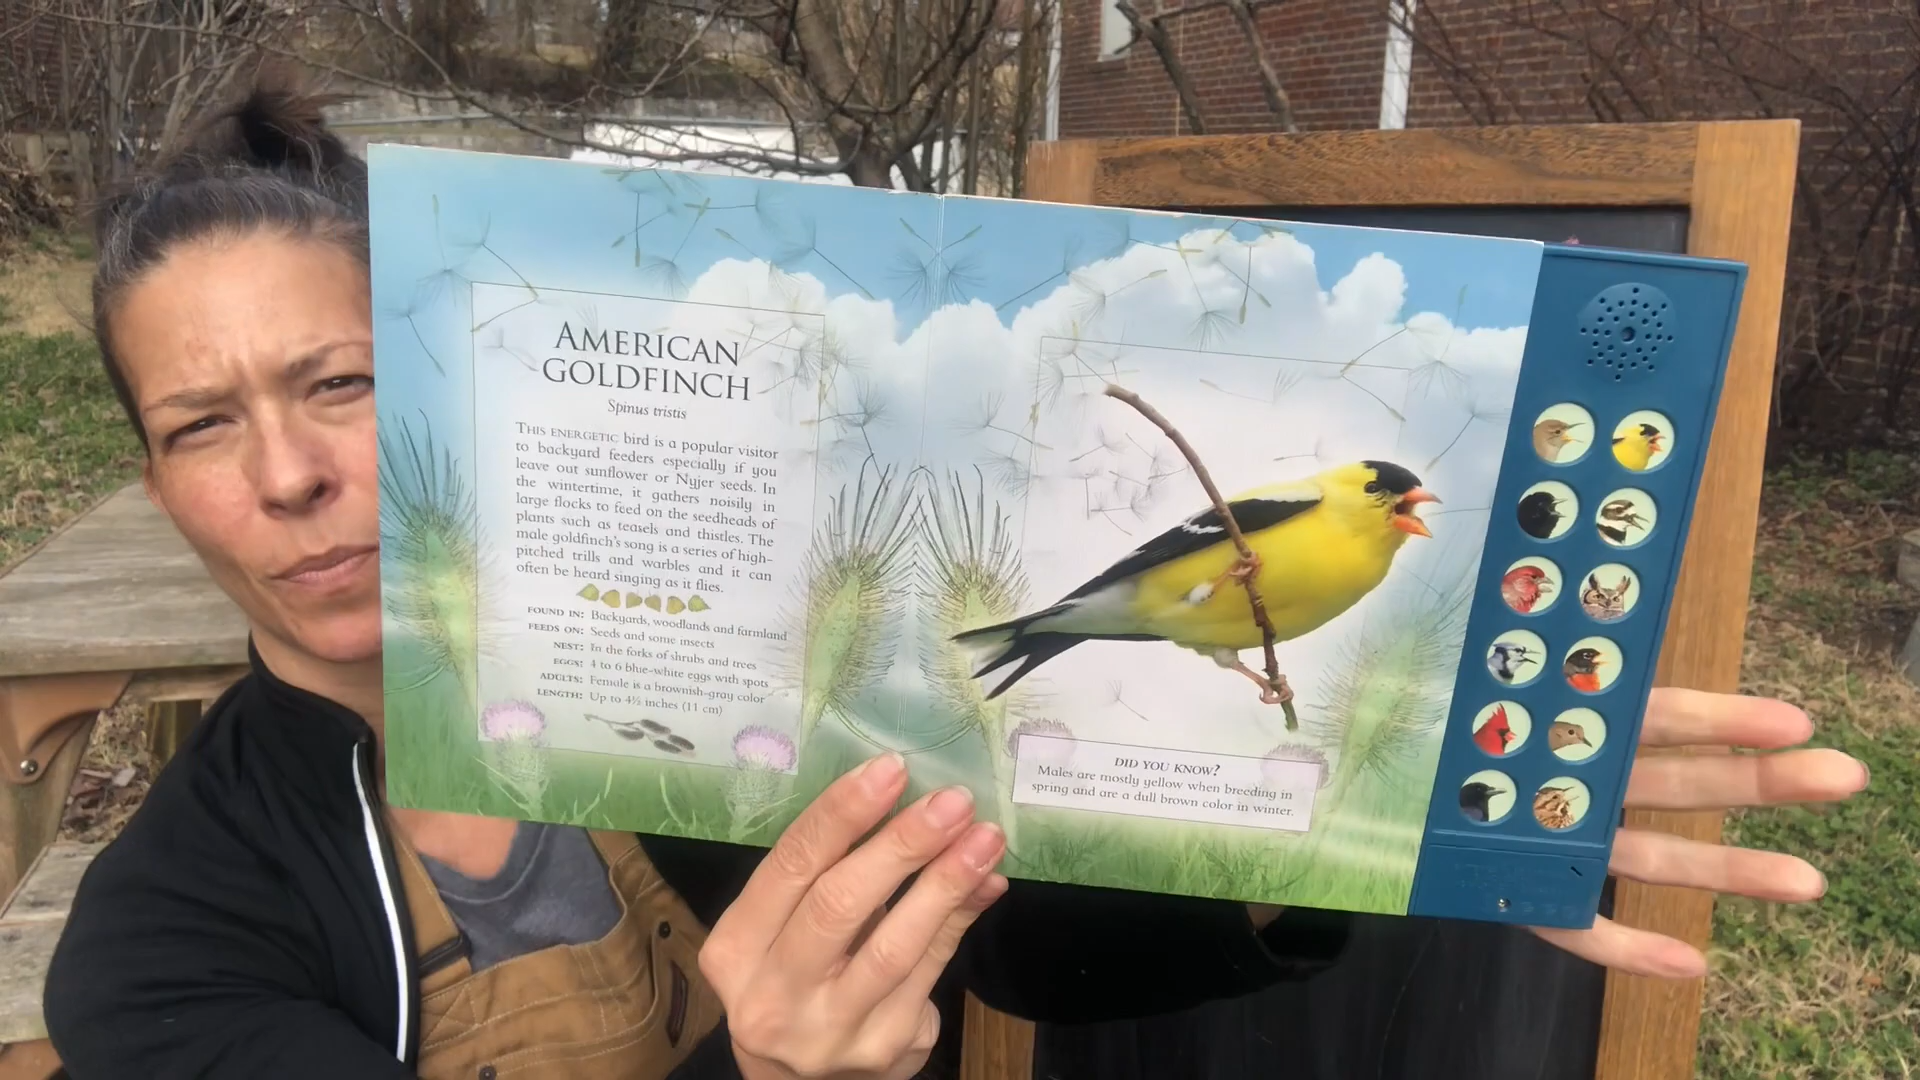 AMERICAN
GOLDFINCH
Spinus tristis
THIS ENERGETIC bird is a popular visitor
to backyard feeders especially if you
leave out sunflower or Nyjer seeds. In
the wintertime, it gathers noisily in
large flocks to feed on the seedheads of
plants such as teasels and thistles. The
male goldfinch's song is a series of high-
pitched trills and warbles and it can
often be heard singing as it flies.
FOUND IN: Backyards, woodlands and farmland
FEEDS ON: Seeds and some insects
NEST: In the forks of shrubs and trees
EGGS: 4 to 6 blue-white eggs with spots
ADULTS: Female is a brownish-gray color
LENGTH: Up to 4½ inches (11 cm)
DID YOU KNOW?
Males are mostly yellow when breeding in
spring and are a dull brown color in winter.